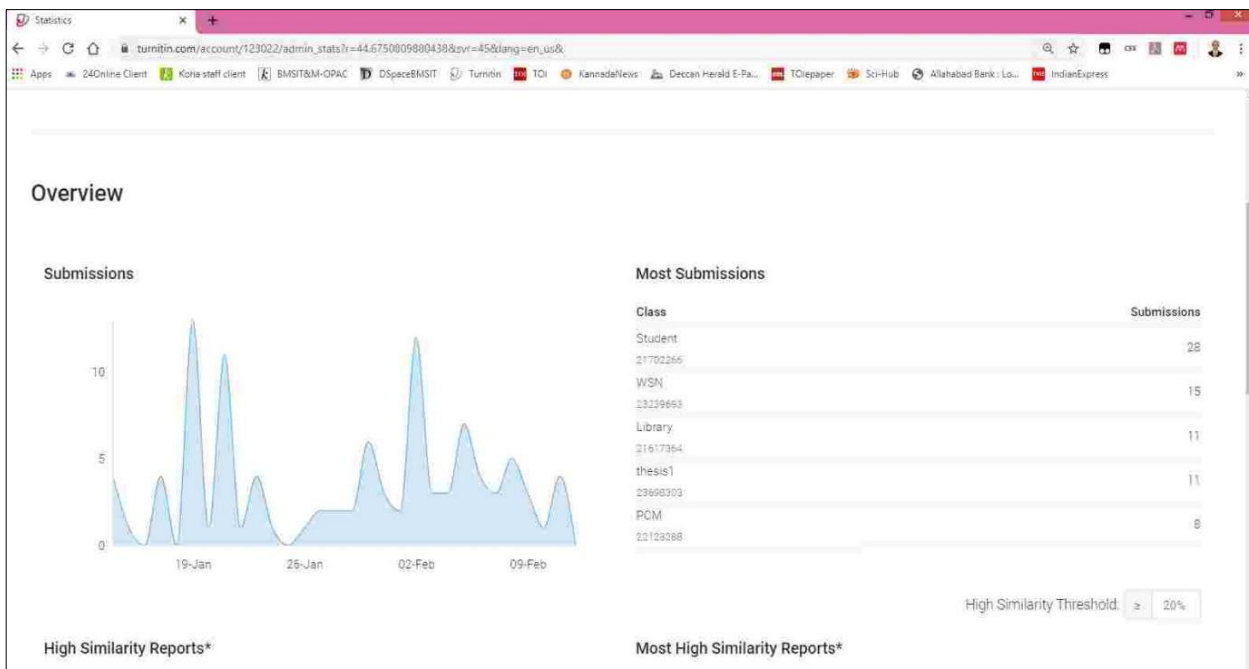 Statistics
turnitin.com/account/123022/admin_stats?r=44.6750809880438&svr=45&lang=en_us&
Apps 24Online Client Koha staff client BMSIT&M-OPAC DSpaceBMSIT Turnitin TOI KannadaNews Deccan Herald E-Pa... TOIepaper Sci-Hub Allahabad Bank : Lo... IndianExpress
Overview
Submissions
10
5
0
19-Jan 26-Jan 02-Feb 09-Feb
Most Submissions
Class Submissions
Student 28
21702266
WSN 15
23239693
Library 11
21617364
thesis1 11
23698303
PCM 8
22128288
High Similarity Threshold: ≥ 20%
High Similarity Reports*
Most High Similarity Reports*